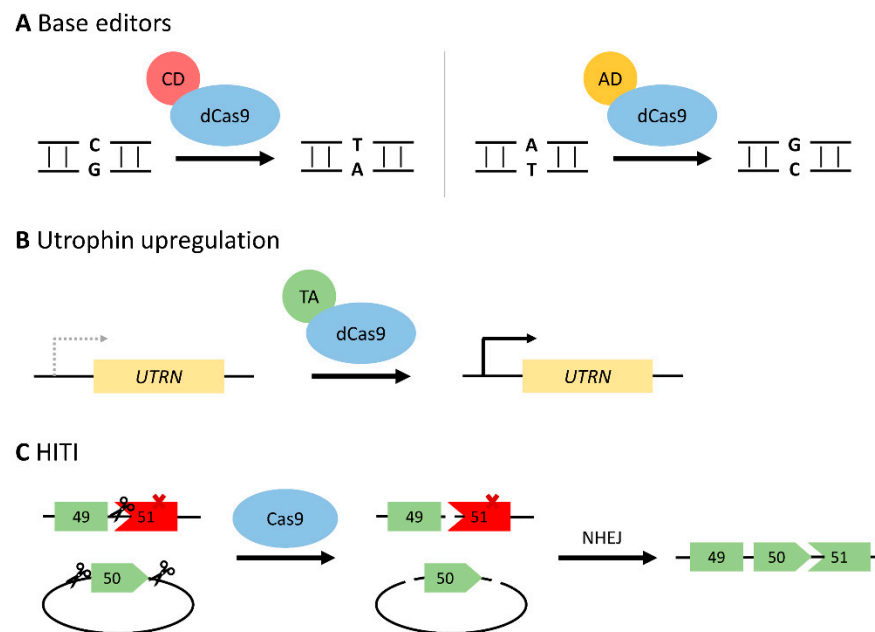 A Base editors
CD
dCas9
C
G
T
A
AD
dCas9
A
T
G
C
B Utrophin upregulation
TA
dCas9
UTRN
UTRN
C HITI
49
51
50
Cas9
49
51
50
NHEJ
49
50
51